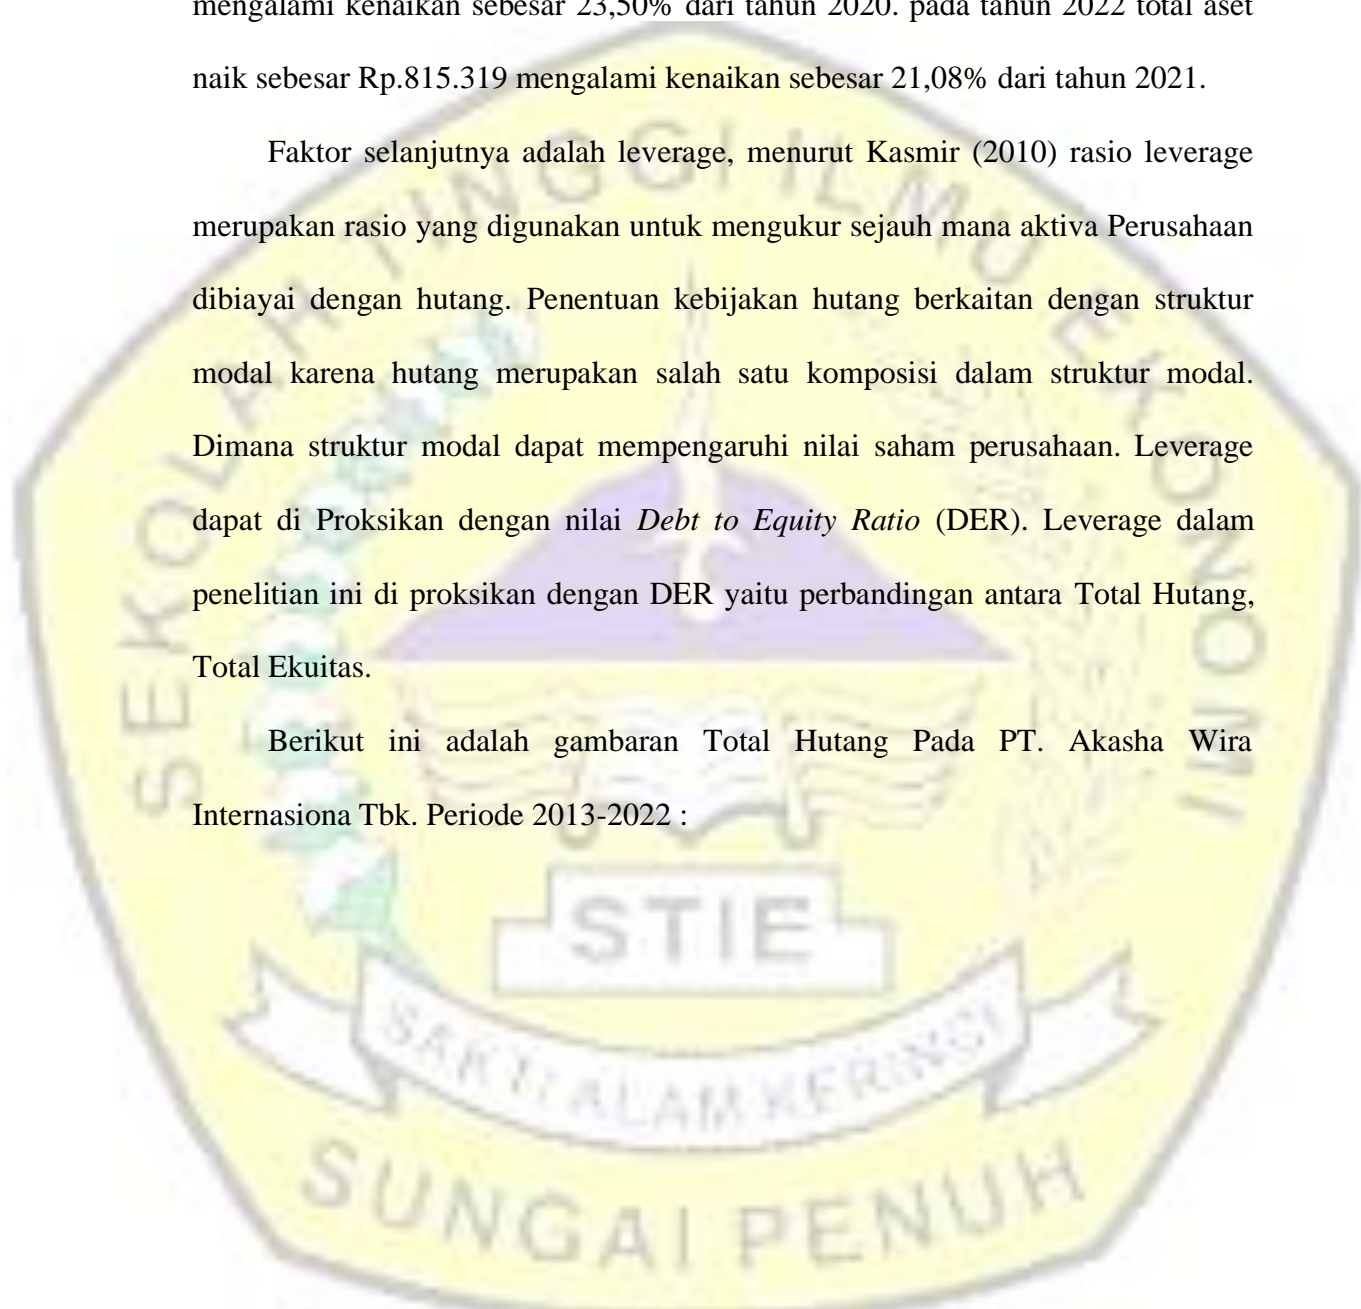 mengalami kenaikan sebesar 23,50% dari tahun 2020. pada tahun 2022 total aset
naik sebesar Rp.815.319 mengalami kenaikan sebesar 21,08% dari tahun 2021.
Faktor selanjutnya adalah leverage, menurut Kasmir (2010) rasio leverage
merupakan rasio yang digunakan untuk mengukur sejauh mana aktiva Perusahaan
dibiayai dengan hutang. Penentuan kebijakan hutang berkaitan dengan struktur
modal karena hutang merupakan salah satu komposisi dalam struktur modal.
Dimana struktur modal dapat mempengaruhi nilai saham perusahaan. Leverage
dapat di Proksikan dengan nilai Debt to Equity Ratio (DER). Leverage dalam
penelitian ini di proksikan dengan DER yaitu perbandingan antara Total Hutang,
Total Ekuitas.
Berikut ini adalah gambaran Total Hutang Pada PT. Akasha Wira
Internasiona Tbk. Periode 2013-2022 :
SEKOLAH TINGGI ILMU EKONOMI
STIE
SAKTI ALAM KERINCI
SUNGAI PENUH